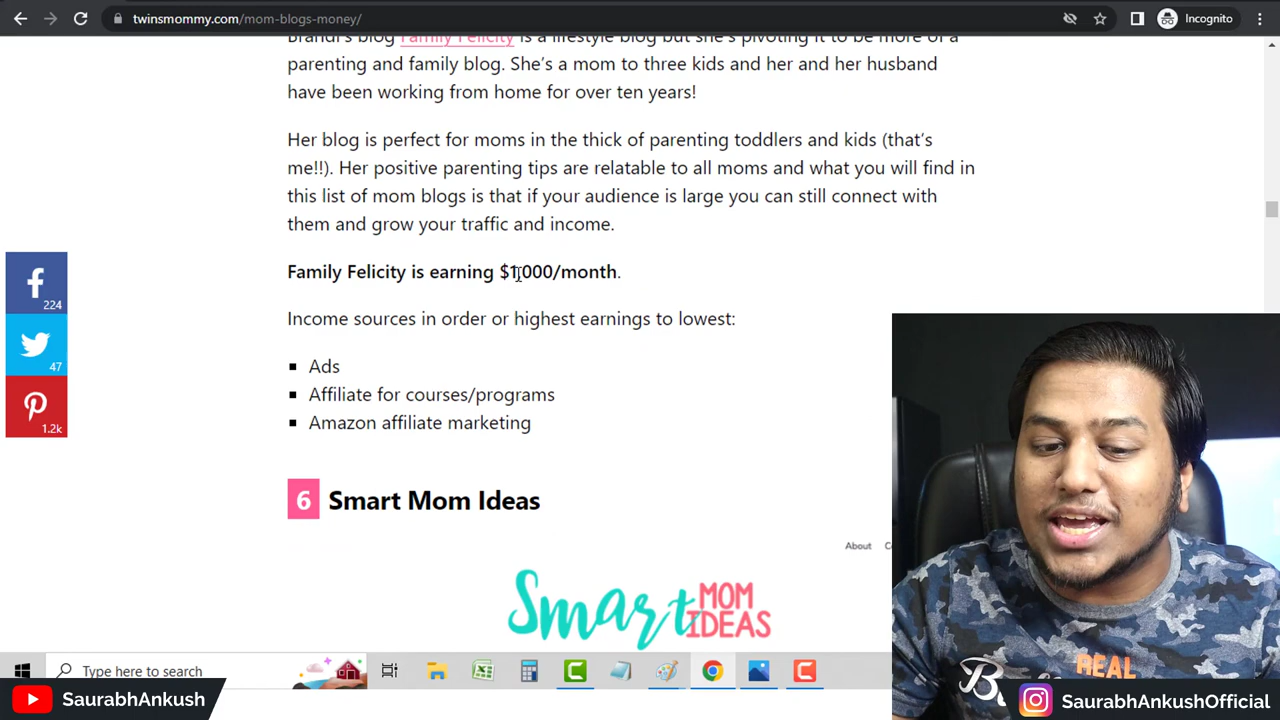 twinsmommy.com/mom-blogs-money/
Incognito
Brandi's blog Family Felicity is a lifestyle blog but she's pivoting it to be more of a
parenting and family blog. She's a mom to three kids and her and her husband
have been working from home for over ten years!
Her blog is perfect for moms in the thick of parenting toddlers and kids (that's
me!!). Her positive parenting tips are relatable to all moms and what you will find in
this list of mom blogs is that if your audience is large you can still connect with
them and grow your traffic and income.
224
47
1.2k
Family Felicity is earning $1,000/month.
Income sources in order or highest earnings to lowest:
Ads
Affiliate for courses/programs
Amazon affiliate marketing
6 Smart Mom Ideas
About
Smart MOM
IDEAS
Type here to search
REAL
SaurabhAnkush
SaurabhAnkushOfficial